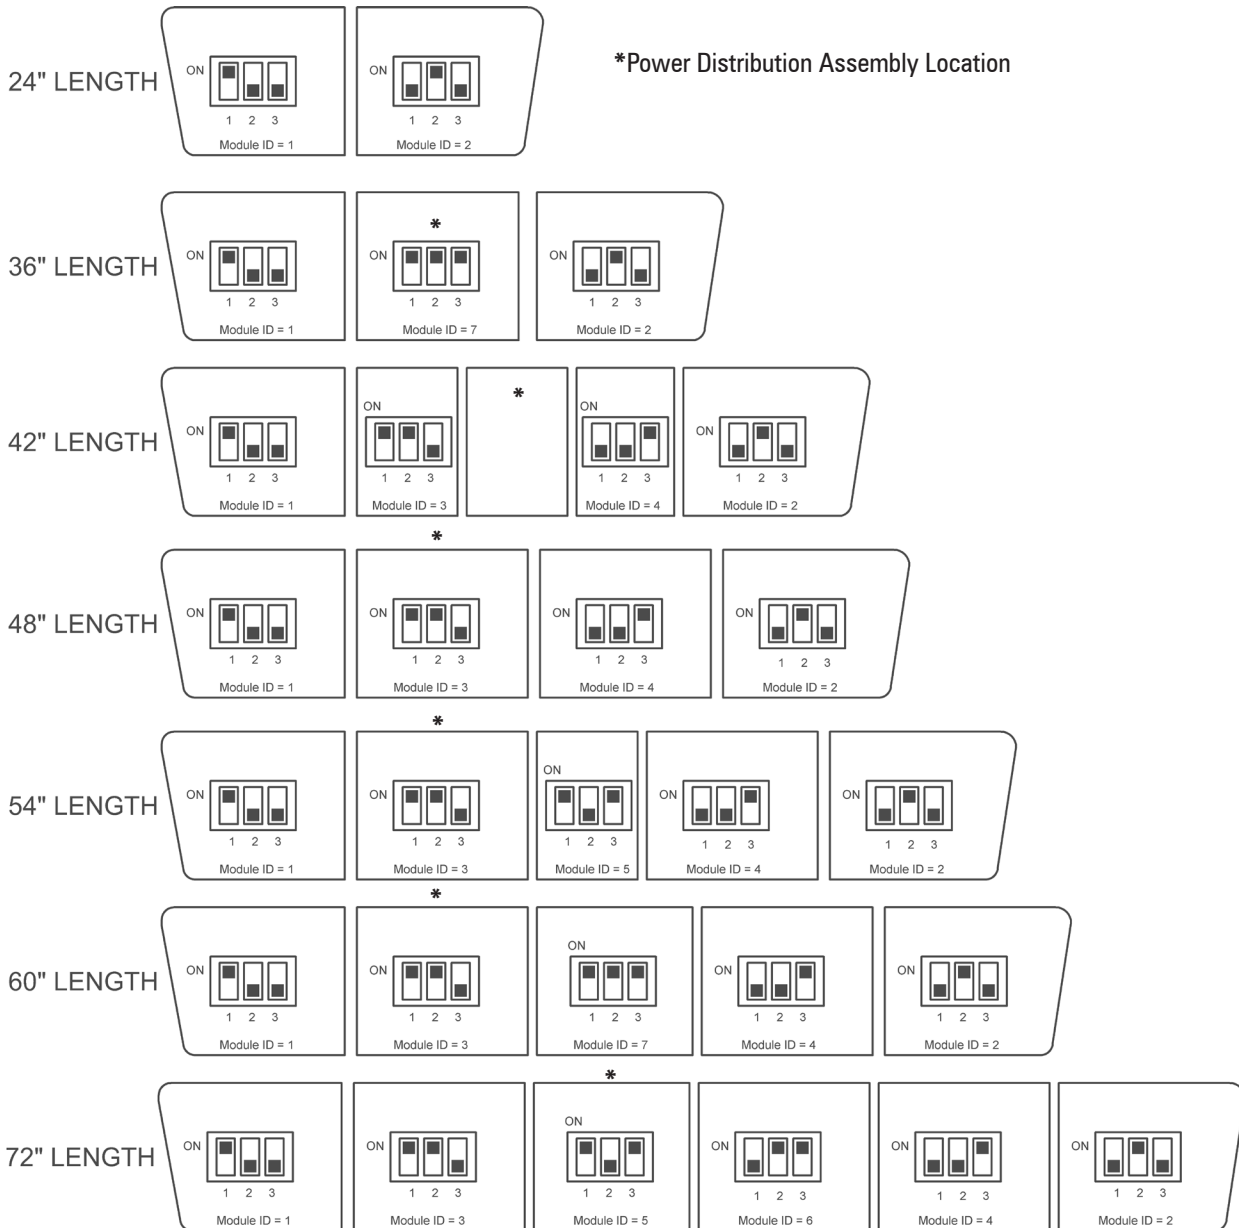 *Power Distribution Assembly Location
24" LENGTH
ON
1 2 3
Module ID = 1
ON
1 2 3
Module ID = 2
36" LENGTH
ON
1 2 3
Module ID = 1
*
ON
1 2 3
Module ID = 7
ON
1 2 3
Module ID = 2
42" LENGTH
ON
1 2 3
Module ID = 1
ON
1 2 3
Module ID = 3
*
ON
1 2 3
Module ID = 4
ON
1 2 3
Module ID = 2
48" LENGTH
ON
1 2 3
Module ID = 1
*
ON
1 2 3
Module ID = 3
ON
1 2 3
Module ID = 4
ON
1 2 3
Module ID = 2
54" LENGTH
ON
1 2 3
Module ID = 1
*
ON
1 2 3
Module ID = 3
ON
1 2 3
Module ID = 5
ON
1 2 3
Module ID = 4
ON
1 2 3
Module ID = 2
60" LENGTH
ON
1 2 3
Module ID = 1
*
ON
1 2 3
Module ID = 3
ON
1 2 3
Module ID = 7
ON
1 2 3
Module ID = 4
ON
1 2 3
Module ID = 2
72" LENGTH
ON
1 2 3
Module ID = 1
ON
1 2 3
Module ID = 3
*
ON
1 2 3
Module ID = 5
ON
1 2 3
Module ID = 6
ON
1 2 3
Module ID = 4
ON
1 2 3
Module ID = 2